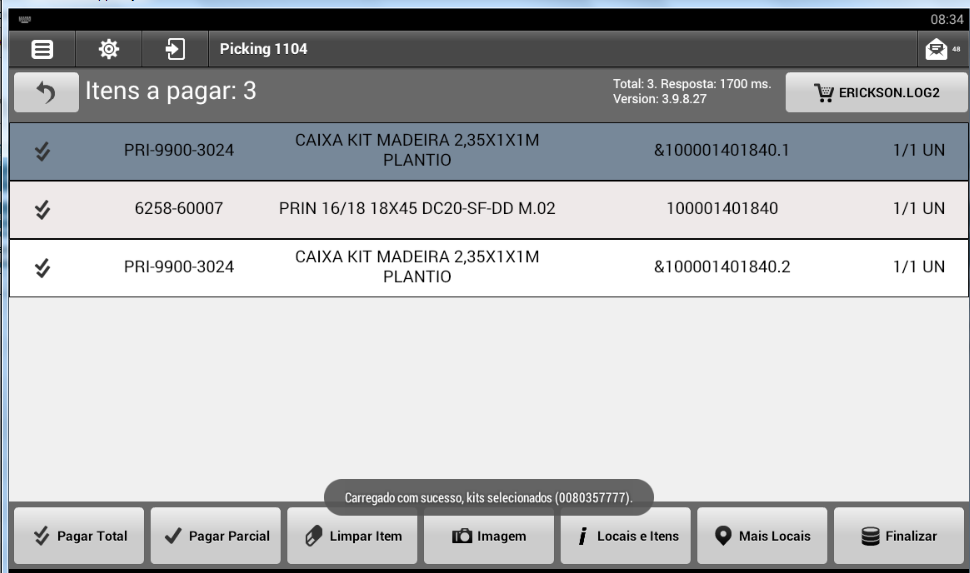 08:34
Picking 1104
48
Itens a pagar: 3
Total: 3. Resposta: 1700 ms.
Version: 3.9.8.27
ERICKSON.LOG2
PRI-9900-3024
CAIXA KIT MADEIRA 2,35X1X1M
PLANTIO
&100001401840.1
1/1 UN
6258-60007
PRIN 16/18 18X45 DC20-SF-DD M.02
100001401840
1/1 UN
PRI-9900-3024
CAIXA KIT MADEIRA 2,35X1X1M
PLANTIO
&100001401840.2
1/1 UN
Carregado com sucesso, kits selecionados (0080357777).
Pagar Total
Pagar Parcial
Limpar Item
Imagem
Locais e Itens
Mais Locais
Finalizar